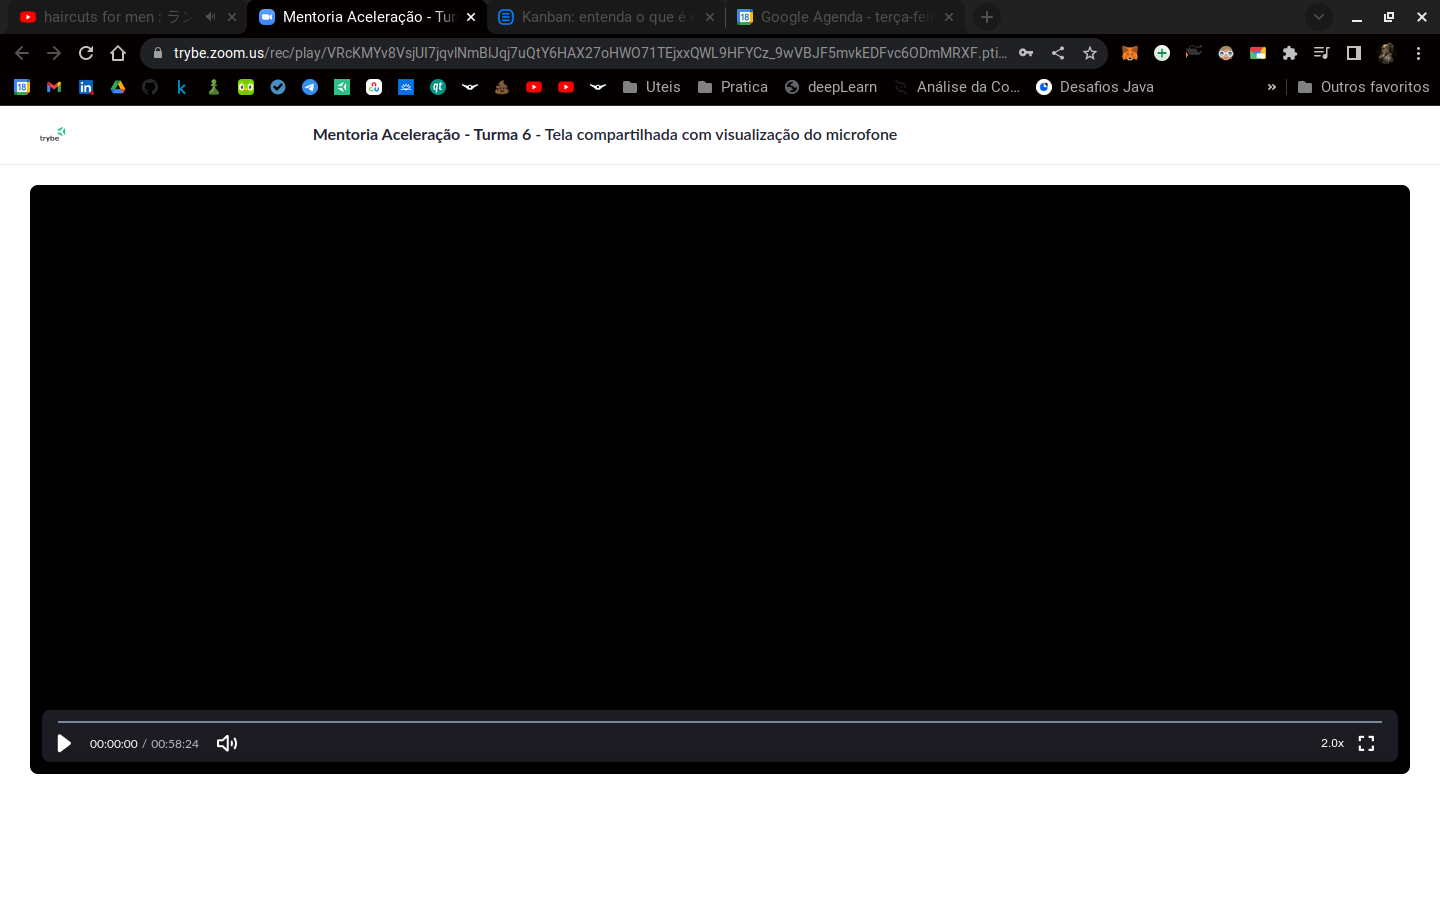 haircuts for men : ラン
Mentoria Aceleração - Tur
Kanban: entenda o que é e
Google Agenda - terça-feir
trybe.zoom.us/rec/play/VRcKMYv8VsjUl7jqvlNmBlJqj7uQtY6HAX27oHWO71TEjxxQWL9HFYCz_9wVBJF5mvkEDFvc6ODmMRXF.pti...
Uteis
Pratica
deepLearn
Análise da Co...
Desafios Java
»
Outros favoritos
trybe
Mentoria Aceleração - Turma 6 - Tela compartilhada com visualização do microfone
00:00:00 / 00:58:24
2.0x